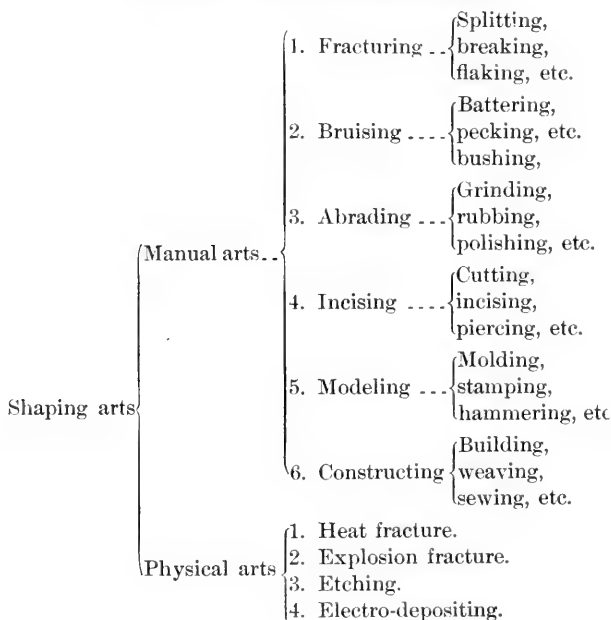 Splitting,
1. Fracturing .. breaking,
flaking, etc.
Battering,
2. Bruising .... pecking, etc.
bushing,
Grinding,
3. Abrading ... rubbing,
polishing, etc.
Manual arts..
Cutting,
4. Incising .... incising,
piercing, etc.
Molding,
5. Modeling ... stamping,
hammering, etc
Shaping arts
Building,
6. Constructing weaving,
sewing, etc.
1. Heat fracture.
2. Explosion fracture.
Physical arts
3. Etching.
4. Electro-depositing.